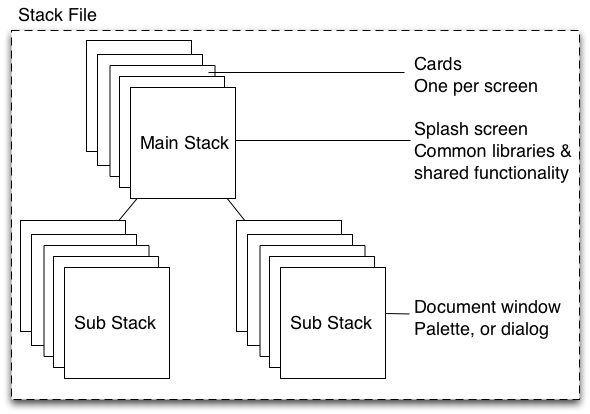 Stack File
Cards
One per screen
Main Stack
Splash screen
Common libraries &
shared functionality
Sub Stack
Sub Stack
Document window
Palette, or dialog